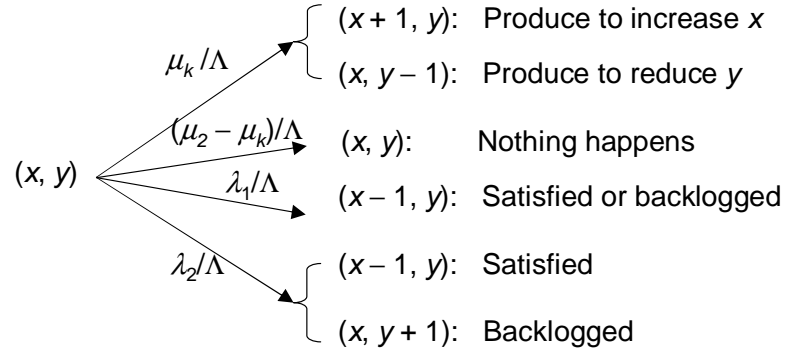 (x + 1, y): Produce to increase x
μk /Λ
(x, y − 1): Produce to reduce y
(μ2 − μk)/Λ
(x, y): Nothing happens
(x, y)
λ1/Λ
(x − 1, y): Satisfied or backlogged
λ2/Λ
(x − 1, y): Satisfied
(x, y + 1): Backlogged